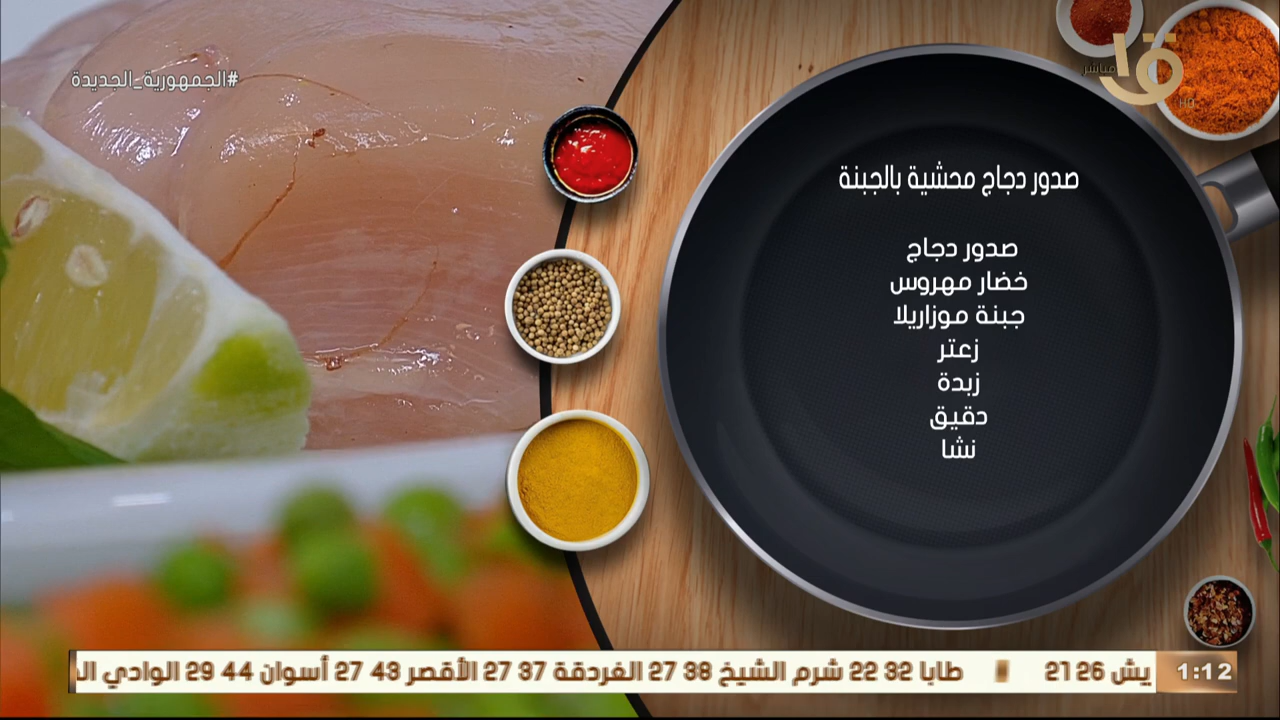 #الجمهورية_الجديدة
مباشر
HD
صدور دجاج محشية بالجبنة
صدور دجاج
خضار مهروس
جبنة موزاريلا
زعتر
زبدة
دقيق
نشا
1:12
يش 26 21 طابا 32 22 شرم الشيخ 38 27 الغردقة 37 27 الأقصر 43 27 أسوان 44 29 الوادي